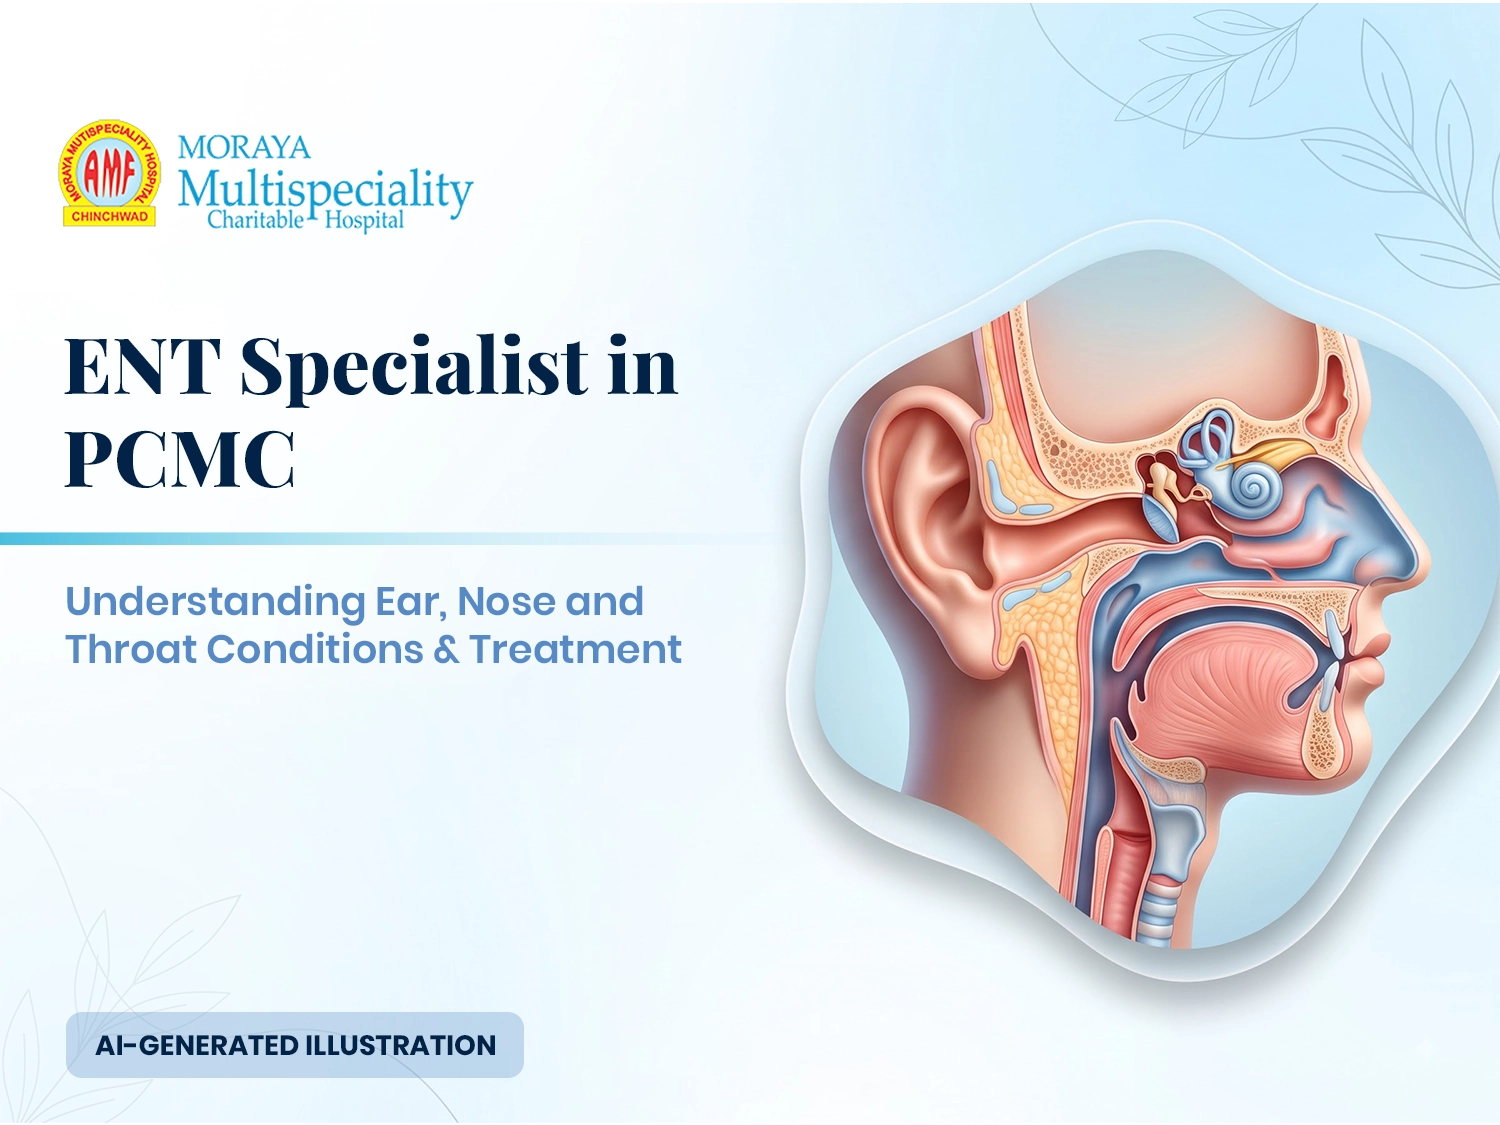 MORAYA MUTISPECIALITY HOSPITAL
AMF
CHINCHWAD
MORAYA
Multispeciality
Charitable Hospital
ENT Specialist in
PCMC
Understanding Ear, Nose and
Throat Conditions & Treatment
AI-GENERATED ILLUSTRATION